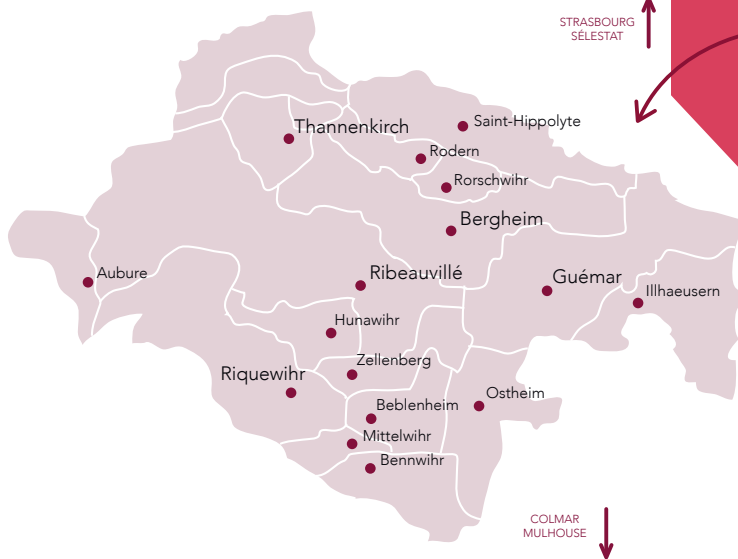 STRASBOURG
SÉLESTAT
Saint-Hippolyte
Thannenkirch
Rodern
Rorschwihr
Bergheim
Aubure
Ribeauvillé
Guémar
Illhaeusern
Hunawihr
Zellenberg
Riquewihr
Ostheim
Beblenheim
Mittelwihr
Bennwihr
COLMAR
MULHOUSE